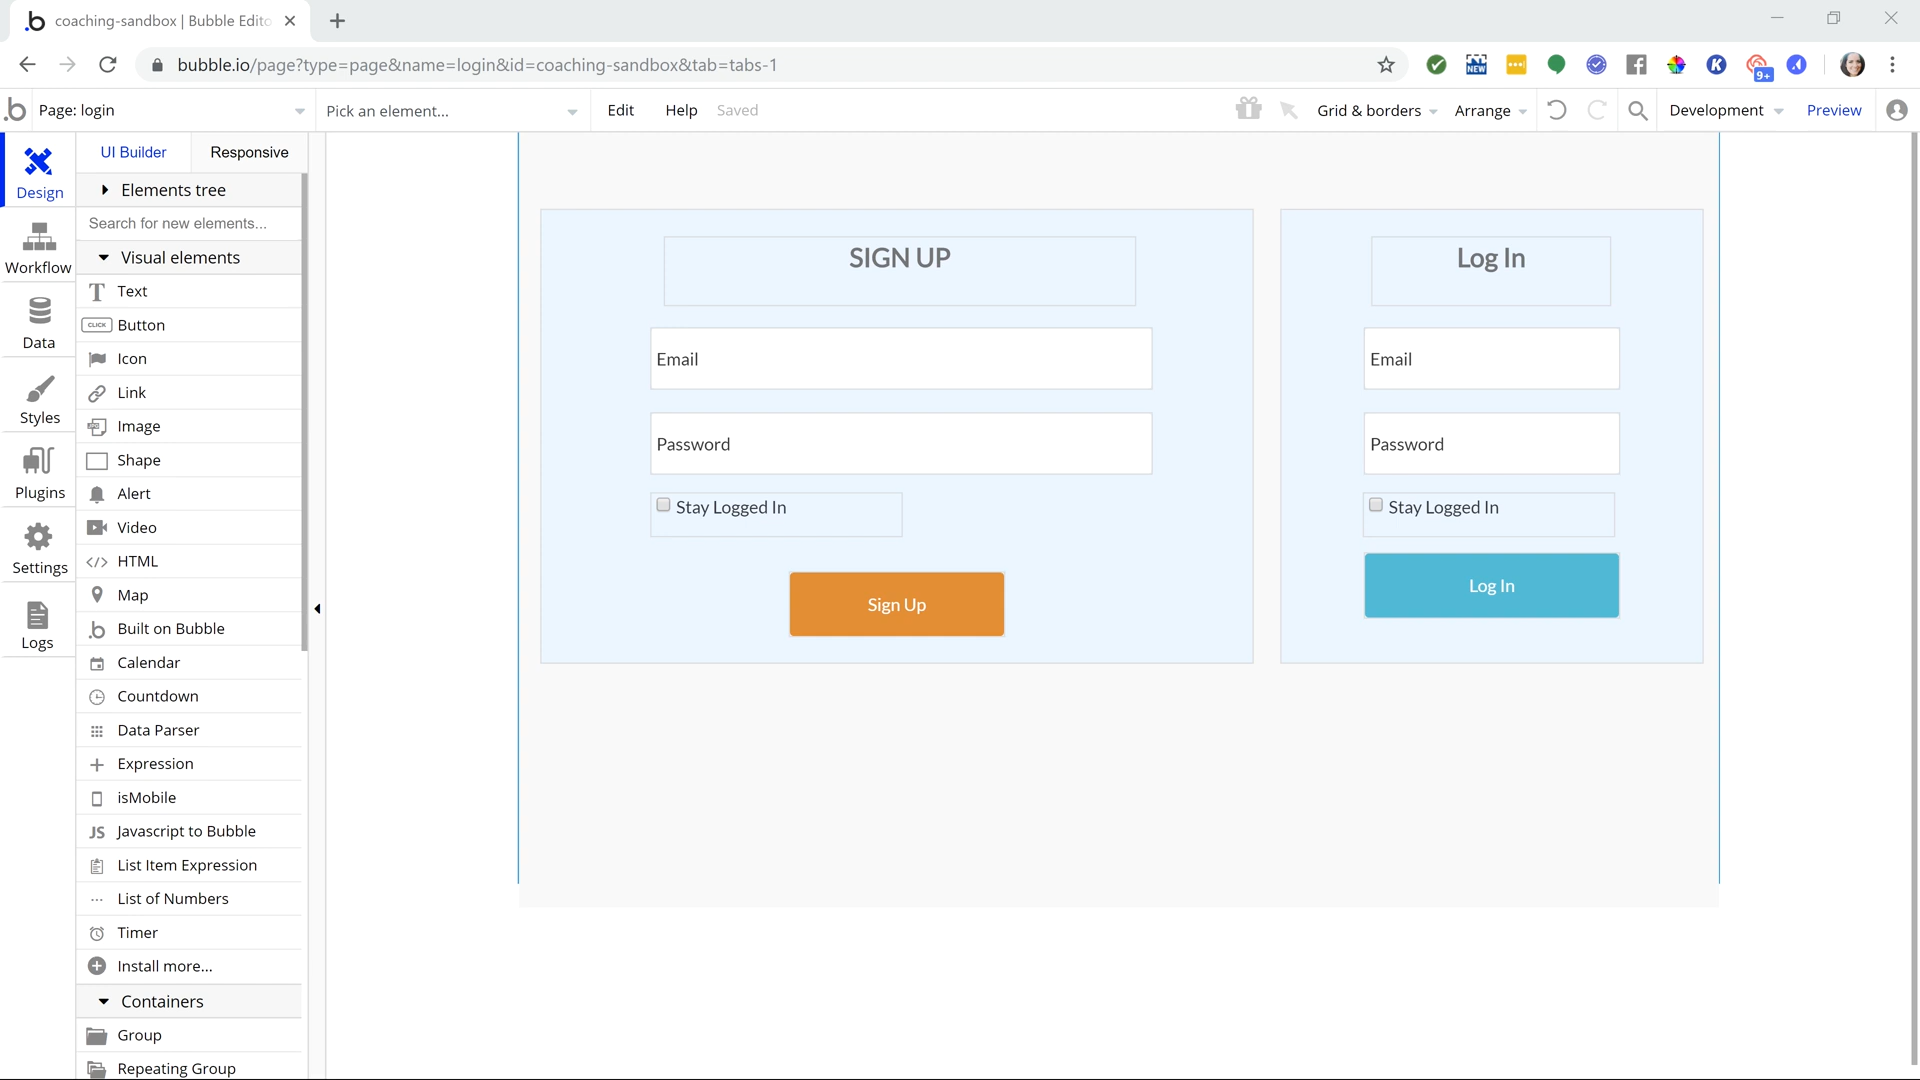 coaching-sandbox | Bubble Edito
bubble.io/page?type=page&name=login&id=coaching-sandbox&tab=tabs-1
NEW
K
9+
Page: login
Pick an element...
Edit
Help
Saved
Grid & borders
Arrange
Development
Preview
UI Builder
Responsive
Design
Workflow
Data
Styles
Plugins
Settings
Logs
Elements tree
Search for new elements...
Visual elements
Text
CLICK Button
Icon
Link
Image
Shape
Alert
Video
HTML
Map
Built on Bubble
Calendar
Countdown
Data Parser
Expression
isMobile
JS Javascript to Bubble
List Item Expression
List of Numbers
Timer
Install more...
Containers
Group
Repeating Group
SIGN UP
Email
Password
Stay Logged In
Sign Up
Log In
Email
Password
Stay Logged In
Log In